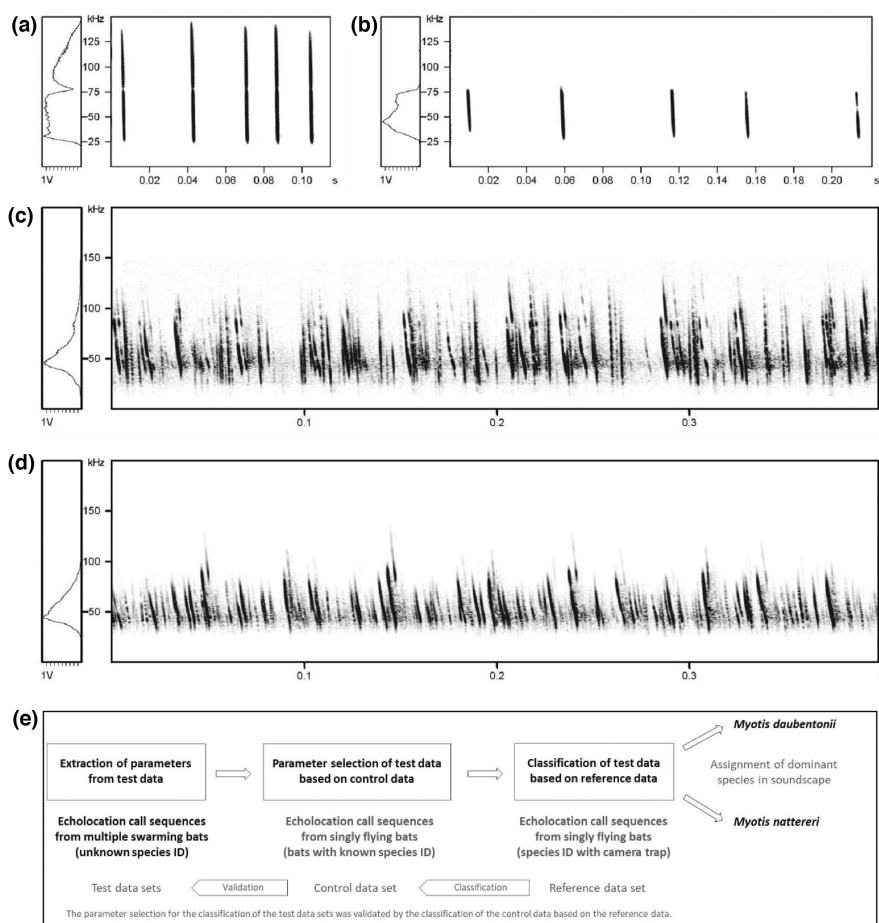 (a)
kHz
125
100
75
50
25
1V
0.02 0.04 0.06 0.08 0.10 s
(b)
kHz
125
100
75
50
25
1V
0.02 0.04 0.06 0.08 0.12 0.14 0.16 0.18 0.20 s
(c)
kHz
150
100
50
1V
0.1 0.2 0.3
(d)
kHz
150
100
50
1V
0.1 0.2 0.3
(e)
Extraction of parameters
from test data
Parameter selection of test data
based on control data
Classification of test data
based on reference data
Myotis daubentonii
Assignment of dominant
species in soundscape
Myotis nattereri
Echolocation call sequences
from multiple swarming bats
(unknown species ID)
Echolocation call sequences
from singly flying bats
(bats with known species ID)
Echolocation call sequences
from singly flying bats
(species ID with camera trap)
Test data sets Validation Control data set Classification Reference data set
The parameter selection for the classification of the test data sets was validated by the classification of the control data based on the reference data.